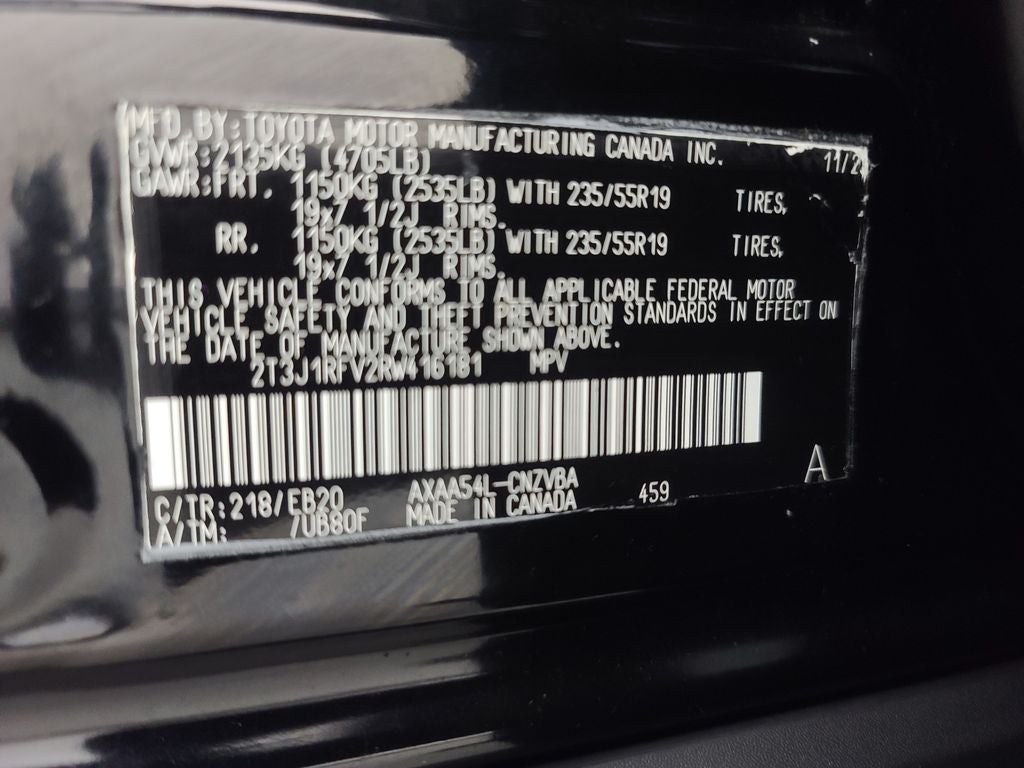 MFD. BY: TOYOTA MOTOR MANUFACTURING CANADA INC. 11/2
GVWR: 2135KG (4705LB)
GAWR: FRT. 1150KG (2535LB) WITH 235/55R19 TIRES,
19x7 1/2J RIMS.
RR. 1150KG (2535LB) WITH 235/55R19 TIRES,
19x7 1/2J RIMS.
THIS VEHICLE CONFORMS TO ALL APPLICABLE FEDERAL MOTOR
VEHICLE SAFETY AND THEFT PREVENTION STANDARDS IN EFFECT ON
THE DATE OF MANUFACTURE SHOWN ABOVE.
2T3J1RFV2RW416181 MPV
A
C/TR: 218/EB20 AXAA54L-CNZVBA 459
A/TM: /UB80F MADE IN CANADA